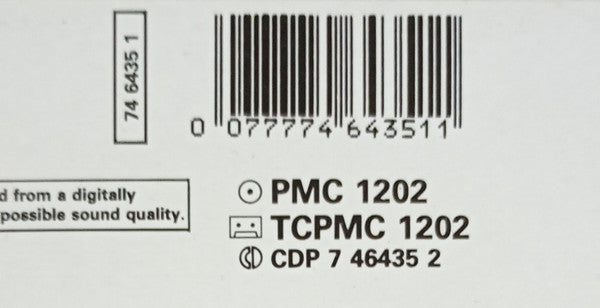 74 6435 1
0 077774 643511
d from a digitally
possible sound quality.
PMC 1202
TCPMC 1202
CDP 7 46435 2